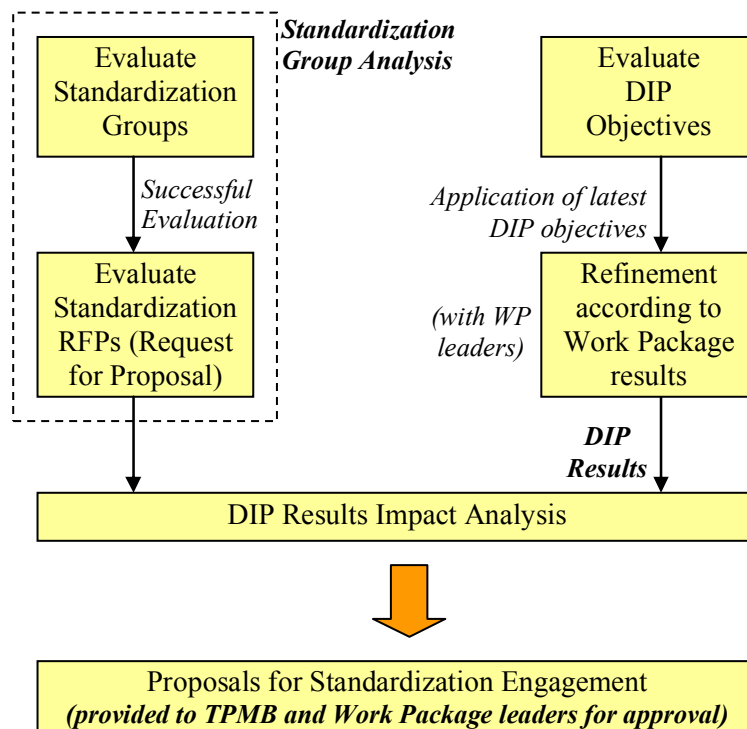 Standardization
Group Analysis
Evaluate
Standardization
Groups
Successful
Evaluation
Evaluate
Standardization
RFPs (Request
for Proposal)
Evaluate
DIP
Objectives
Application of latest
DIP objectives
(with WP
leaders)
Refinement
according to
Work Package
results
DIP
Results
DIP Results Impact Analysis
Proposals for Standardization Engagement
(provided to TPMB and Work Package leaders for approval)